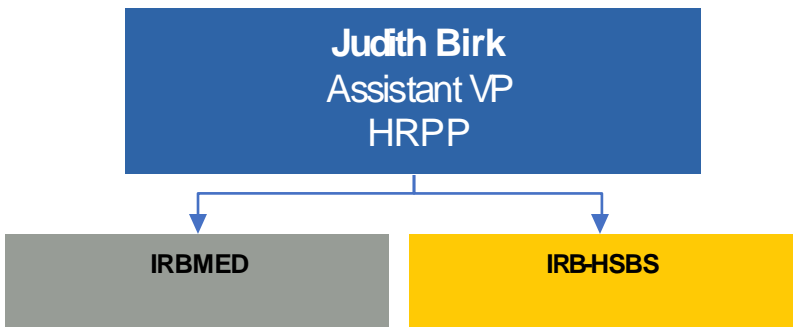 Judith Birk
Assistant VP
HRPP
IRBMED
IRB-HSBS